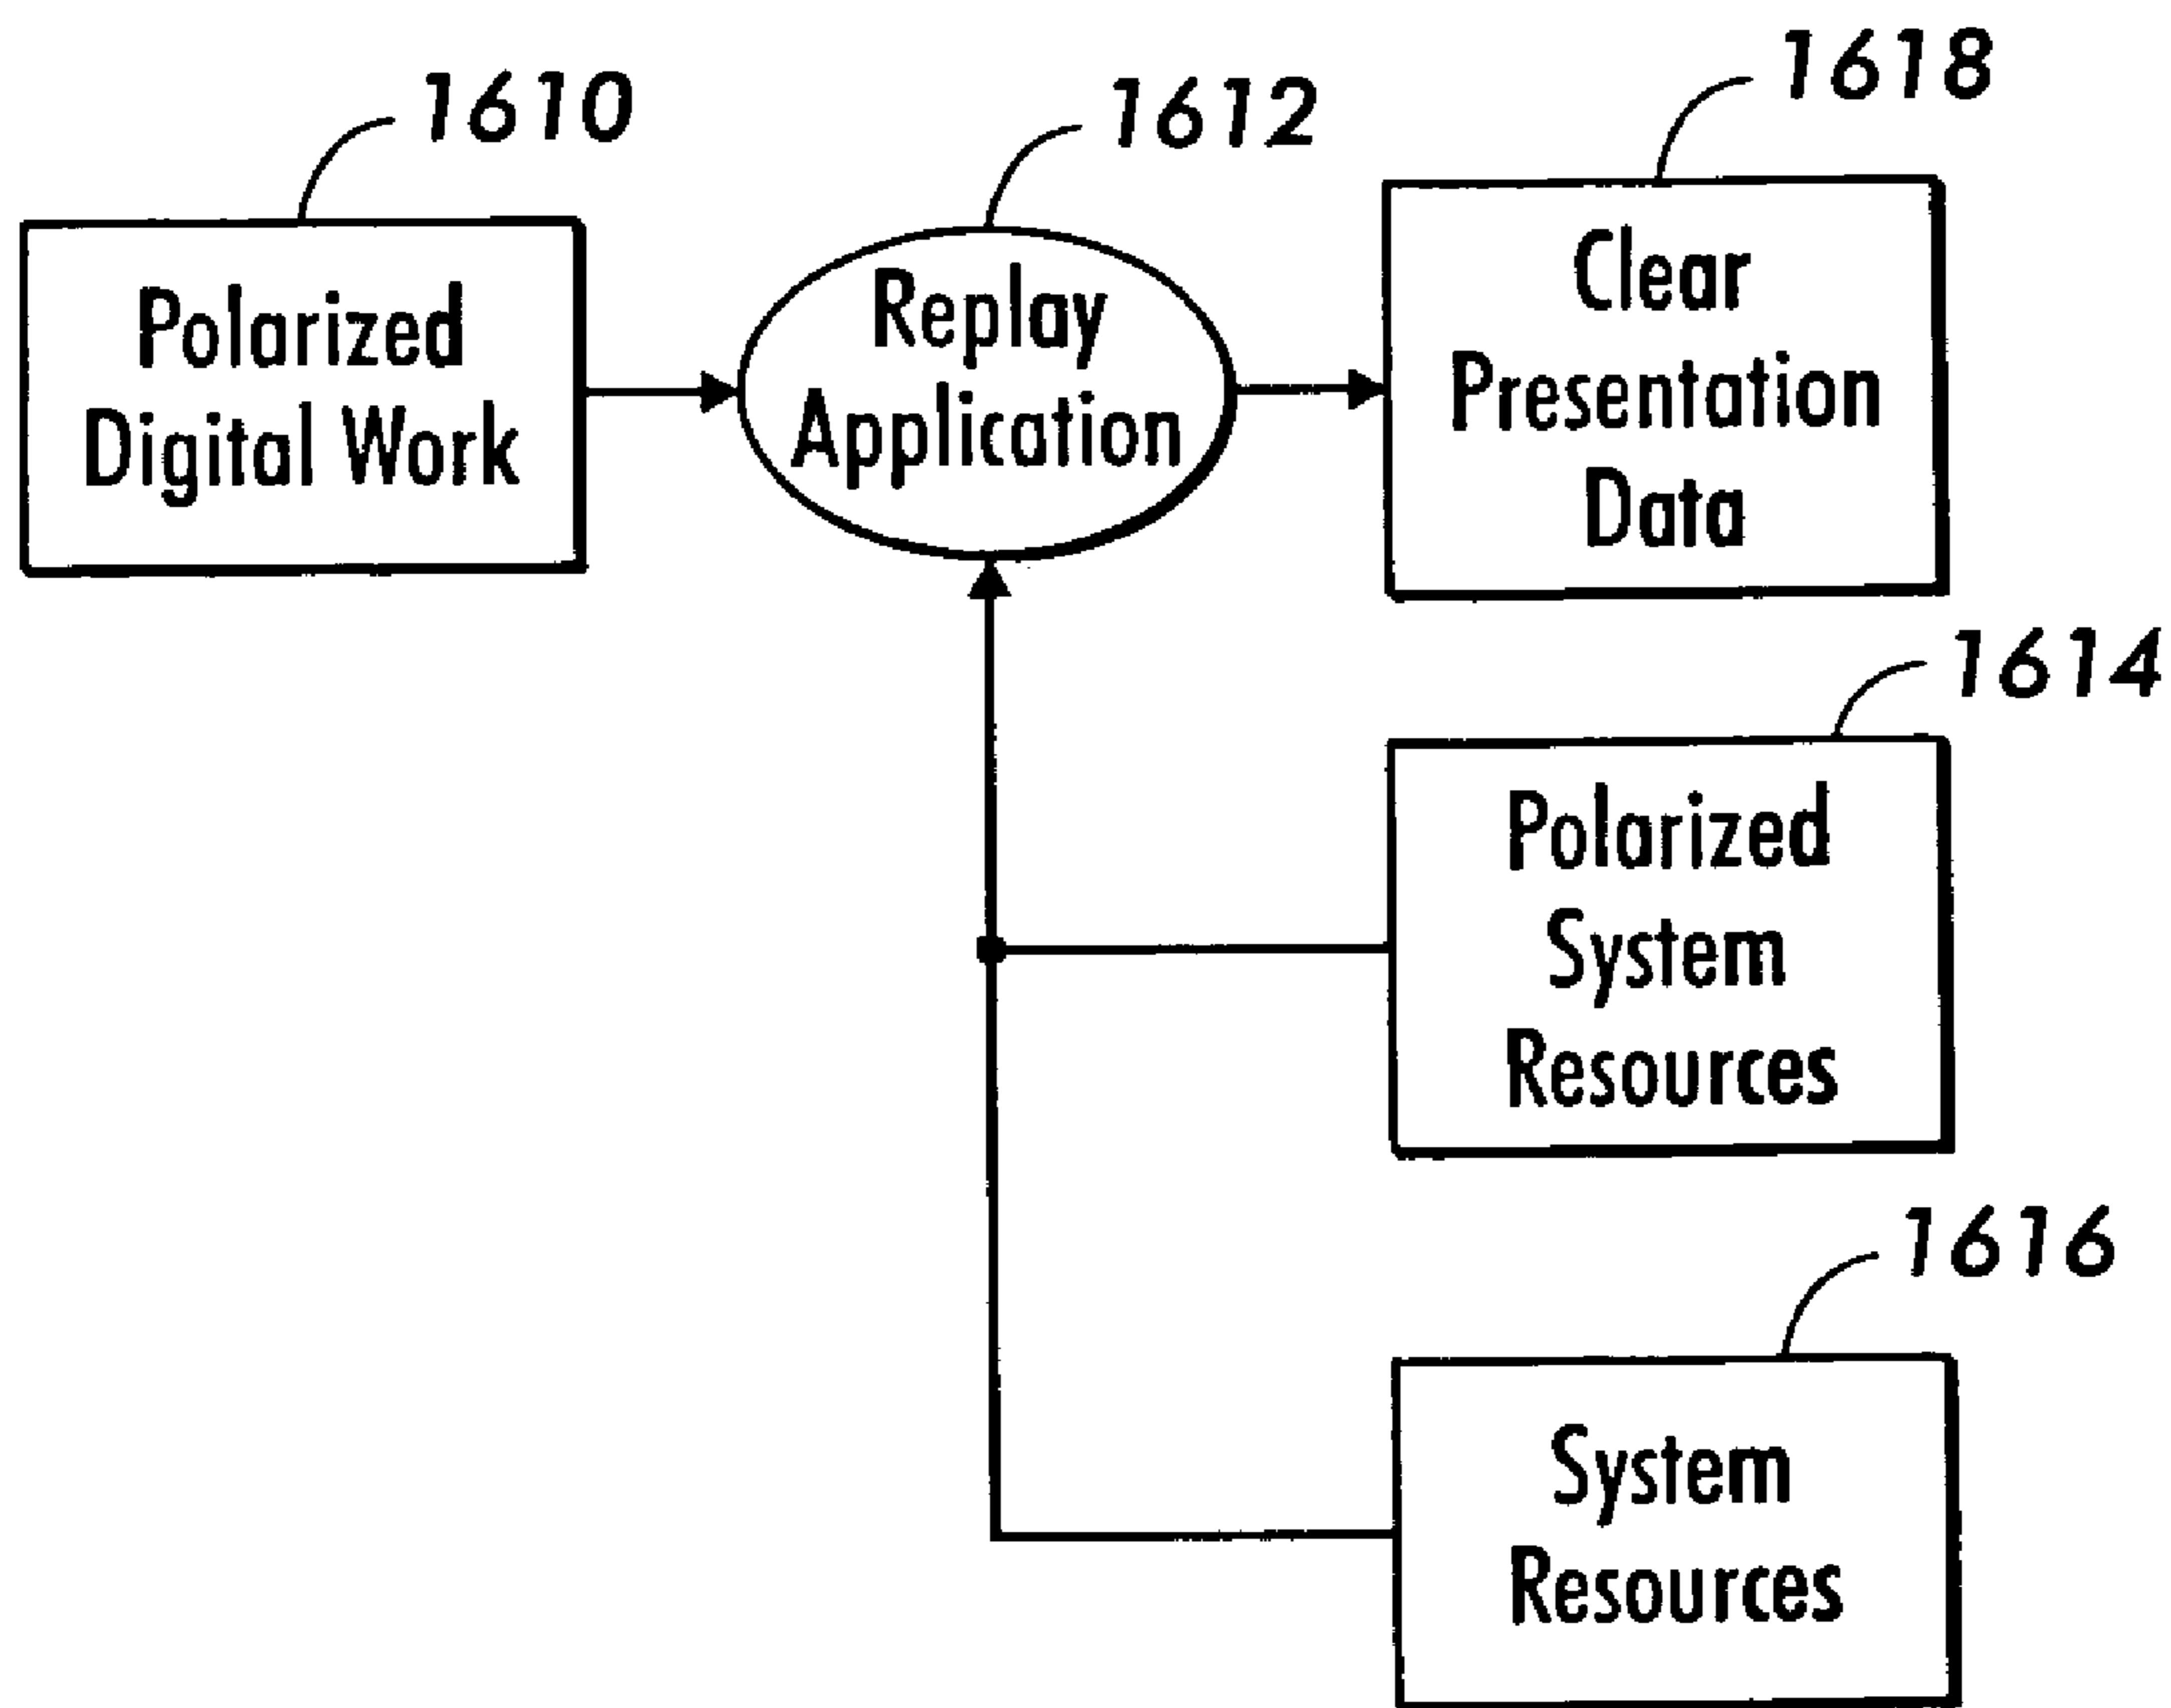 1610
Polarized
Digital Work
1612
Replay
Application
1618
Clear
Presentation
Data
1614
Polarized
System
Resources
1616
System
Resources